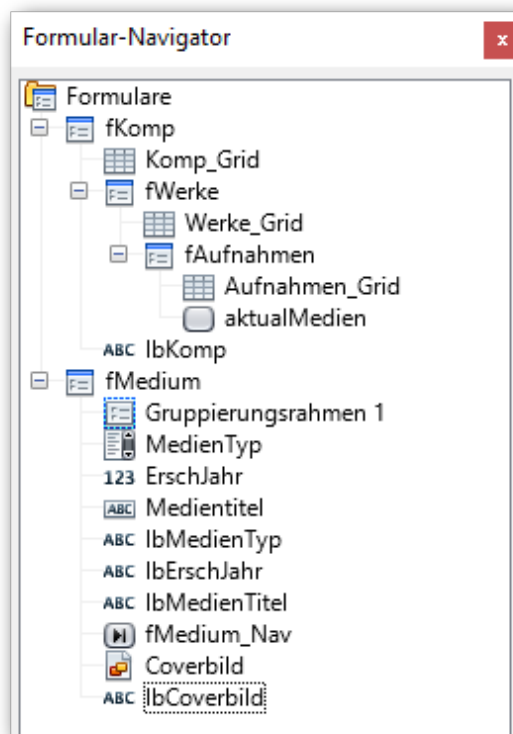 Formular-Navigator
x
Formulare
fKomp
Komp_Grid
fWerke
Werke_Grid
fAufnahmen
Aufnahmen_Grid
aktualMedien
ABC lbKomp
fMedium
Gruppierungsrahmen 1
MedienTyp
123 ErschJahr
ABC Medientitel
ABC lbMedienTyp
ABC lbErschJahr
ABC lbMedienTitel
fMedium_Nav
Coverbild
ABC lbCoverbild